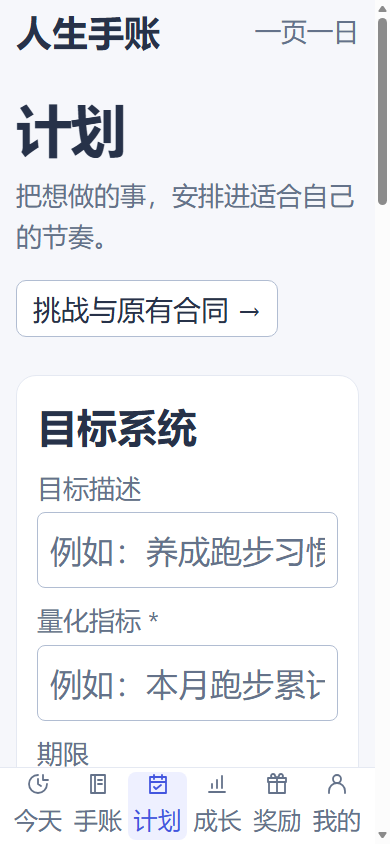 人生手账
一页一日
计划
把想做的事，安排进适合自己
的节奏。
挑战与原有合同 →
目标系统
目标描述
例如：养成跑步习惯
量化指标 *
例如：本月跑步累计
期限
今天 手账 计划 成长 奖励 我的